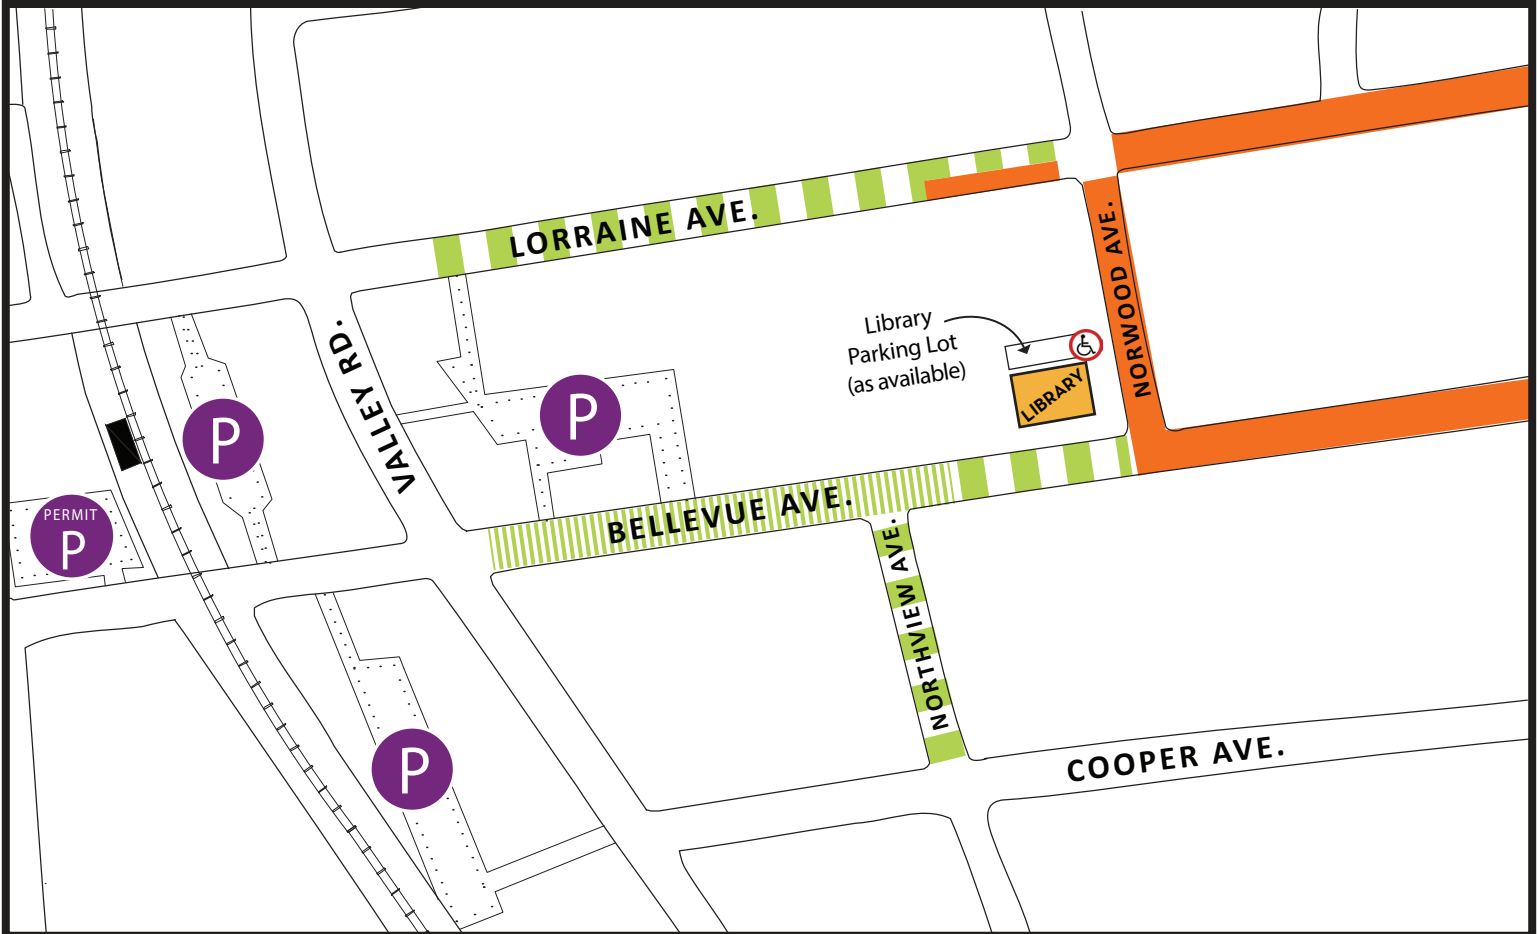 LORRAINE AVE.
NORWOOD AVE.
Library
Parking Lot
(as available)
LIBRARY
VALLEY RD.
P
P
PERMIT
P
BELLEVUE AVE.
NORTHVIEW AVE.
COOPER AVE.
P